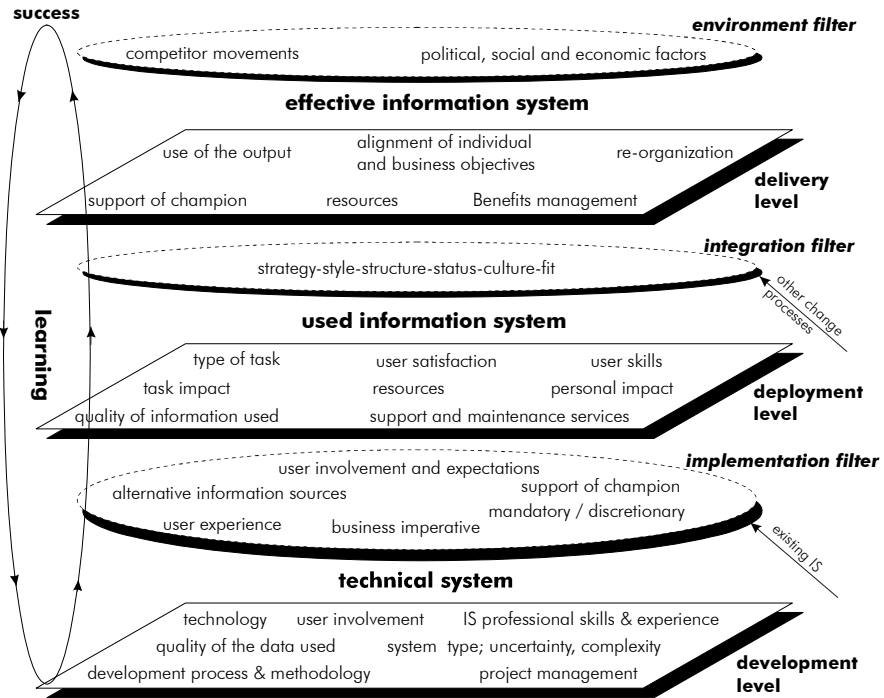 success
environment filter
competitor movements political, social and economic factors
effective information system
use of the output
alignment of individual
and business objectives
re-organization
delivery
level
support of champion resources Benefits management
integration filter
strategy-style-structure-status-culture-fit
other change
processes
used information system
learning
type of task user satisfaction user skills
task impact resources personal impact
deployment
level
quality of information used support and maintenance services
implementation filter
user involvement and expectations
alternative information sources support of champion
mandatory / discretionary
user experience business imperative
existing IS
technical system
technology user involvement IS professional skills & experience
quality of the data used system type; uncertainty, complexity
development process & methodology project management
development
level